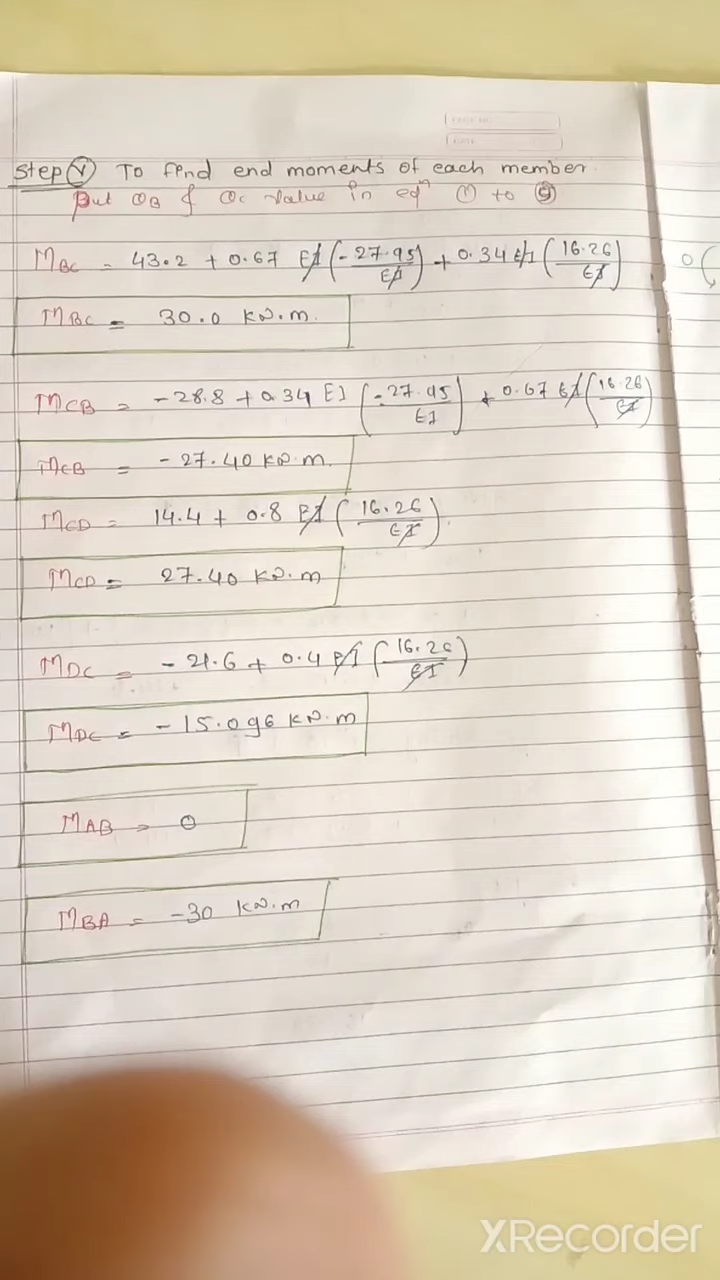 Step (V) To find end moments of each member.
Put θB & θc value in eqⁿ (1) to (9)
MBC = 43.2 + 0.67 EI (-27.95/EI) + 0.34 EI (16.26/EI)
MBC = 30.0 KN.m.
MCB = -28.8 + 0.34 EI (-27.95/EI) + 0.67 EI (16.26/EI)
MCB = -27.40 KN.m.
MCD = 14.4 + 0.8 EI (16.26/EI)
MCD = 27.40 KN.m
MDC = -21.6 + 0.4 EI (16.26/EI)
MDC = -15.096 KN.m
MAB = 0
MBA = -30 KN.m
XRecorder